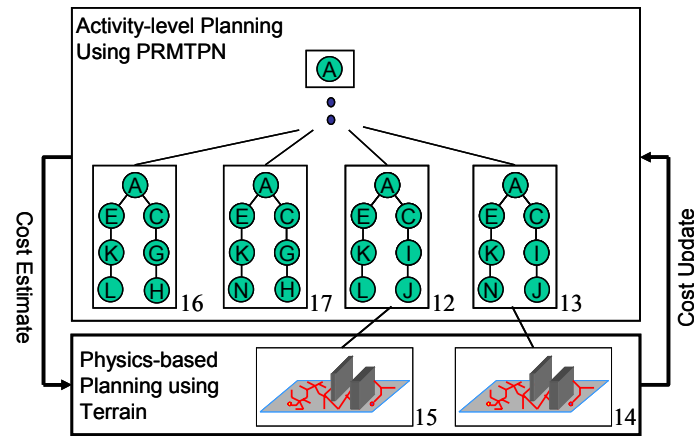 Activity-level Planning
Using PRMTPN
A
A
A
A
A
E C
E C
E C
E C
K G
K G
K I
K I
L H
N H
L J
N J
16
17
12
13
Cost Estimate
Cost Update
Physics-based
Planning using
Terrain
15
14